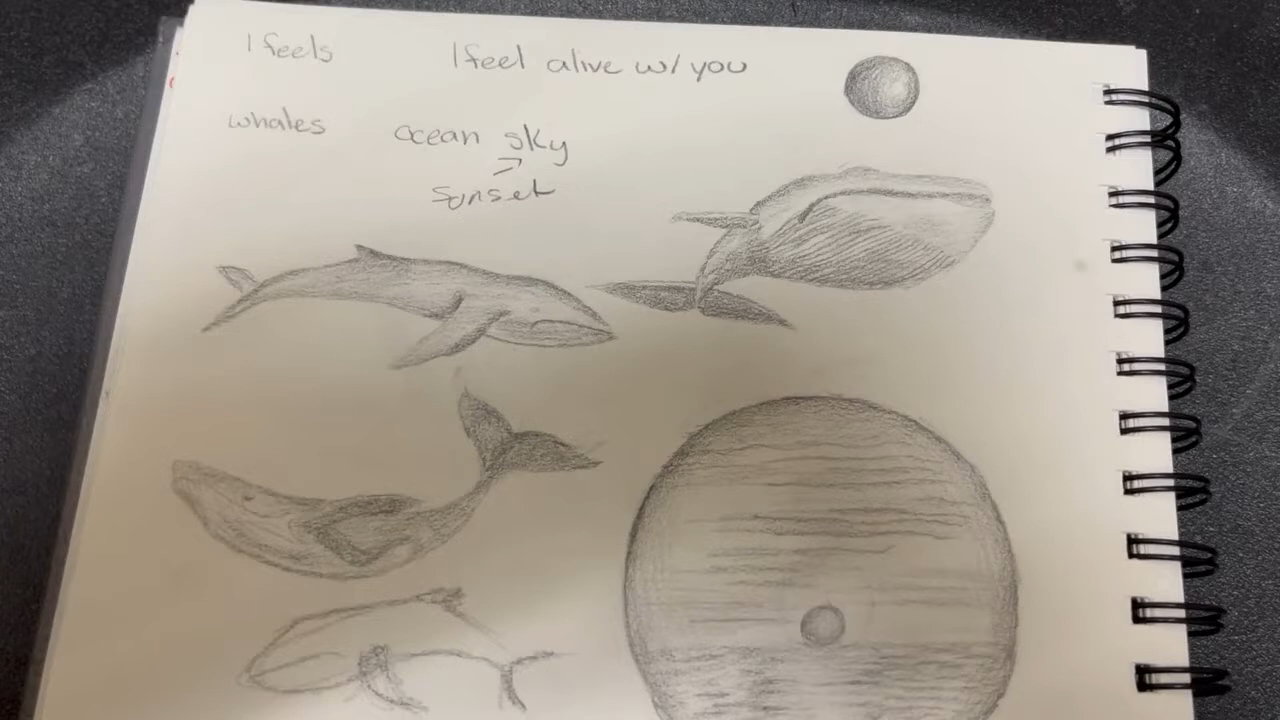 I feels
I feel alive w/ you
whales
ocean sky
sunset